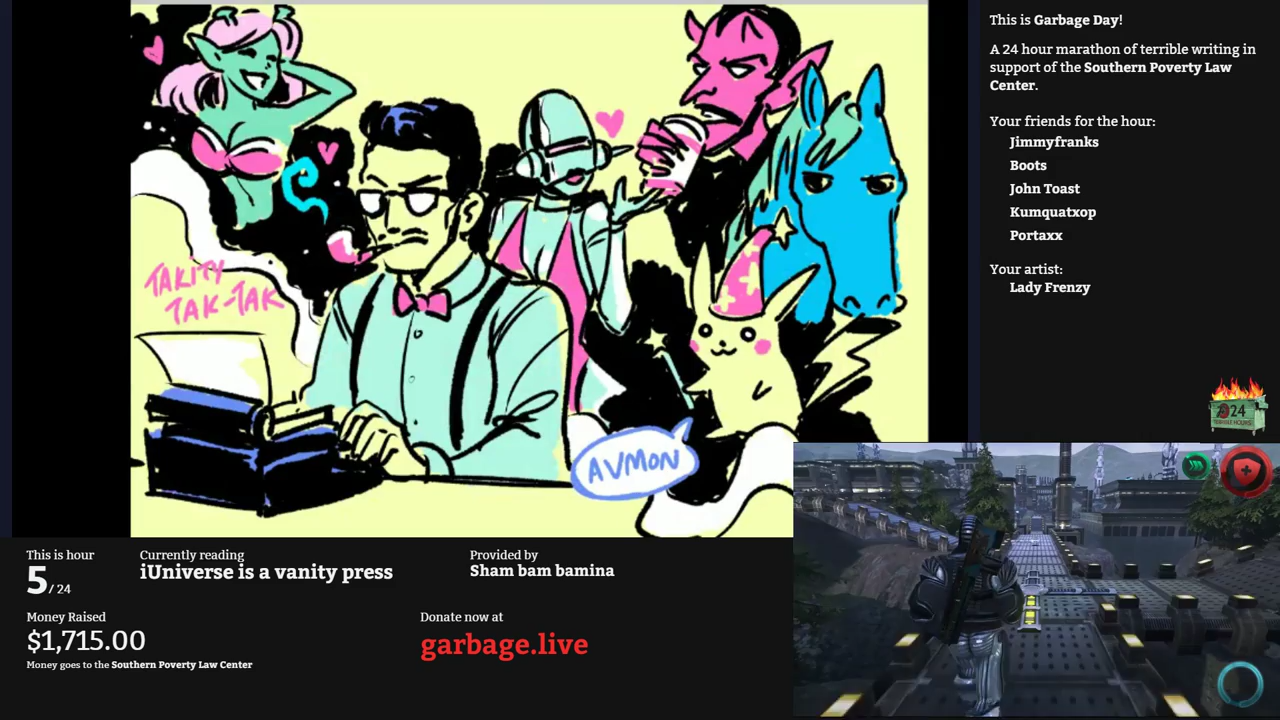 This is Garbage Day!
A 24 hour marathon of terrible writing in
support of the Southern Poverty Law
Center.
Your friends for the hour:
Jimmyfranks
Boots
John Toast
Kumquatxop
Portaxx
Your artist:
Lady Frenzy
TAKITY
TAK-TAK
AVMON
This is hour
5 / 24
Currently reading
iUniverse is a vanity press
Provided by
Sham bam bamina
Money Raised
$1,715.00
Money goes to the Southern Poverty Law Center
Donate now at
garbage.live